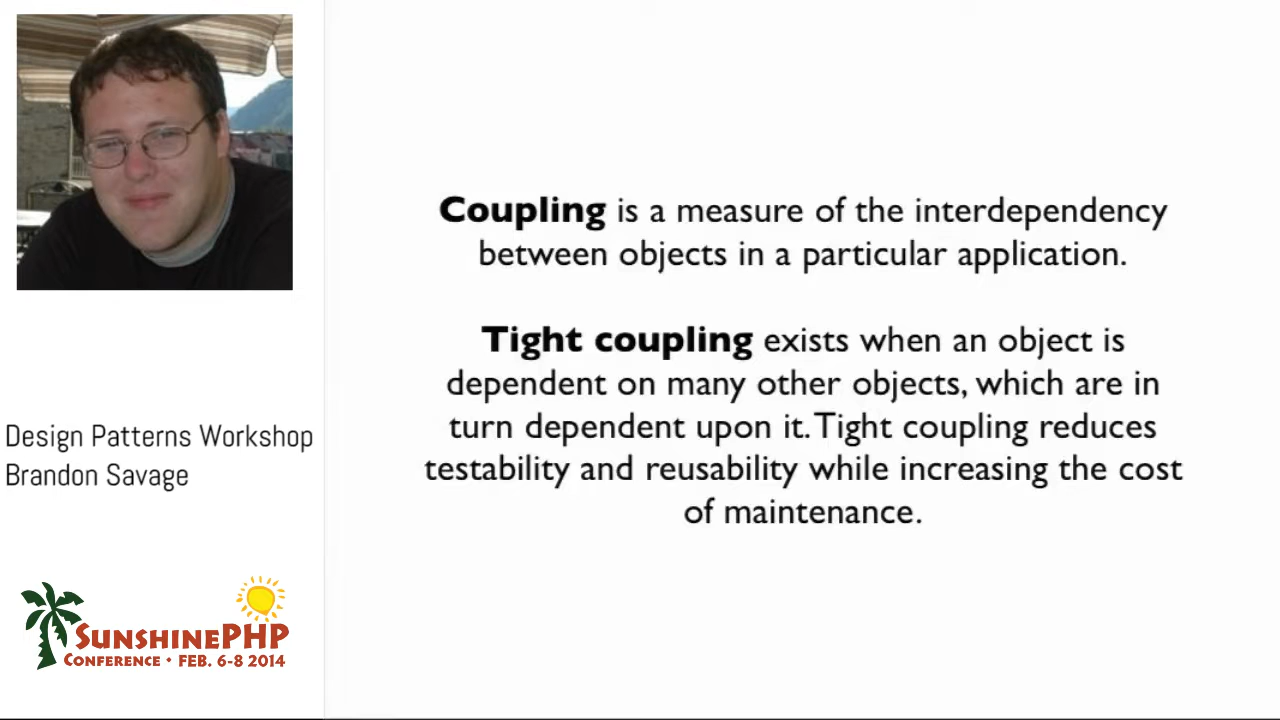 Coupling is a measure of the interdependency
between objects in a particular application.
Tight coupling exists when an object is
dependent on many other objects, which are in
turn dependent upon it. Tight coupling reduces
testability and reusability while increasing the cost
of maintenance.
Design Patterns Workshop
Brandon Savage
SUNSHINEPHP
CONFERENCE • FEB. 6-8 2014